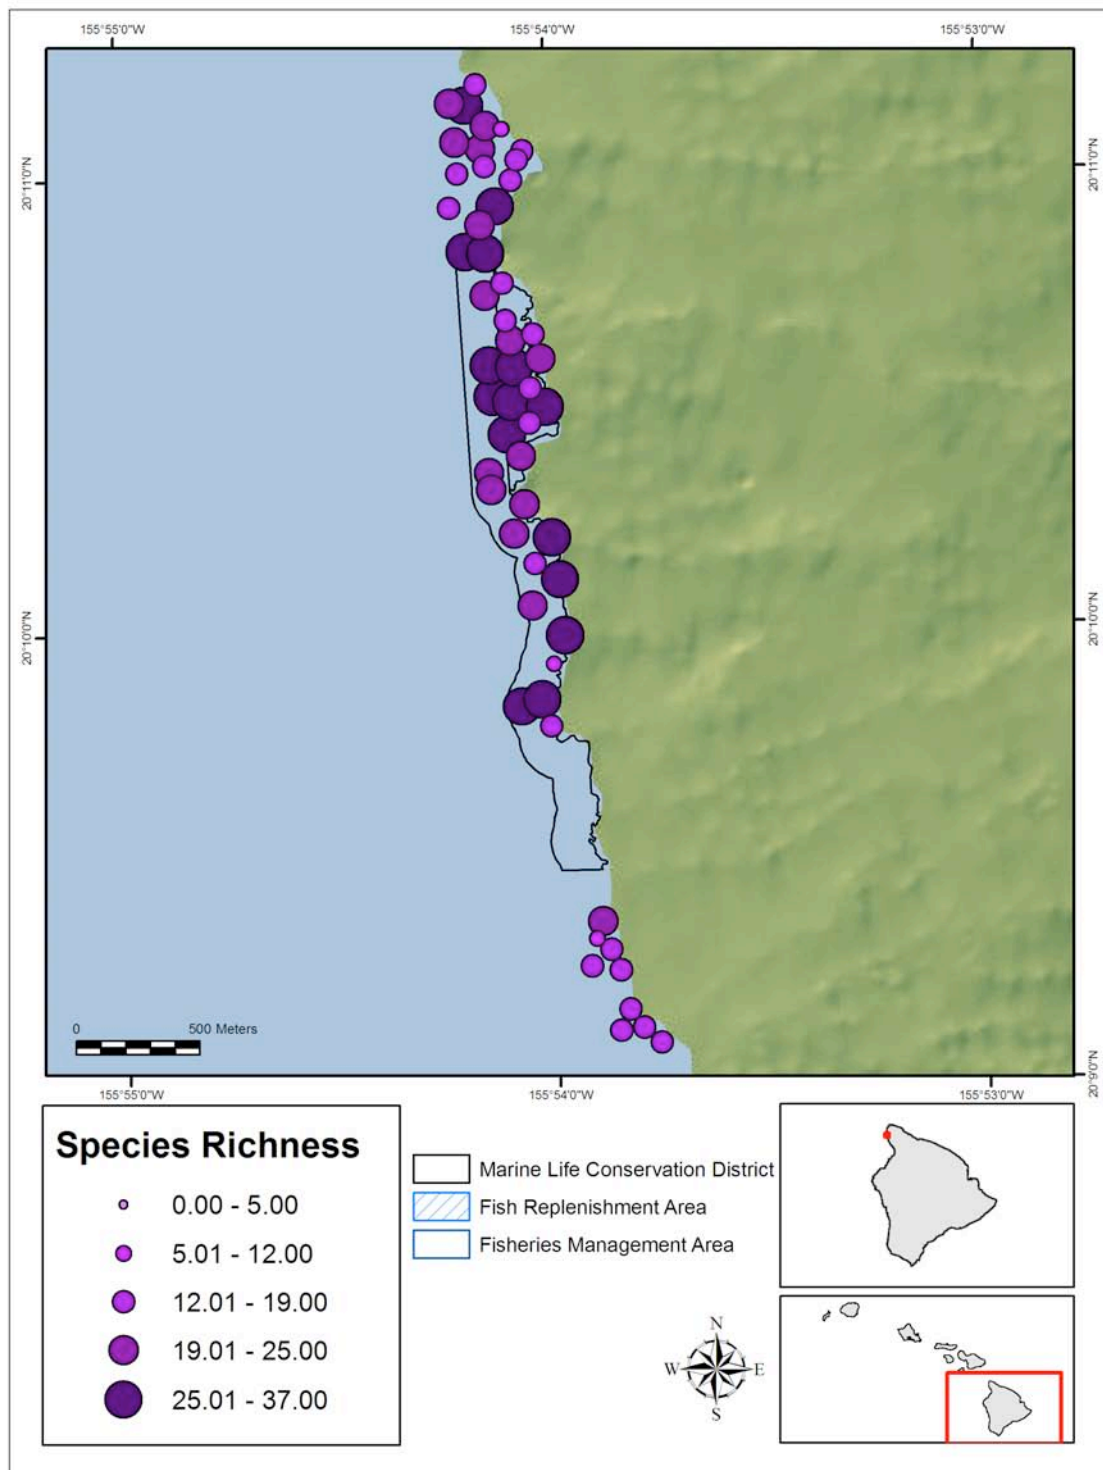 155°55'0"W 155°54'0"W 155°53'0"W
20°11'0"N 20°11'0"N
20°10'0"N 20°10'0"N
0 500 Meters
20°9'0"N
155°55'0"W 155°54'0"W 155°53'0"W
Species Richness
0.00 - 5.00
5.01 - 12.00
12.01 - 19.00
19.01 - 25.00
25.01 - 37.00
Marine Life Conservation District
Fish Replenishment Area
Fisheries Management Area
N
W E
S